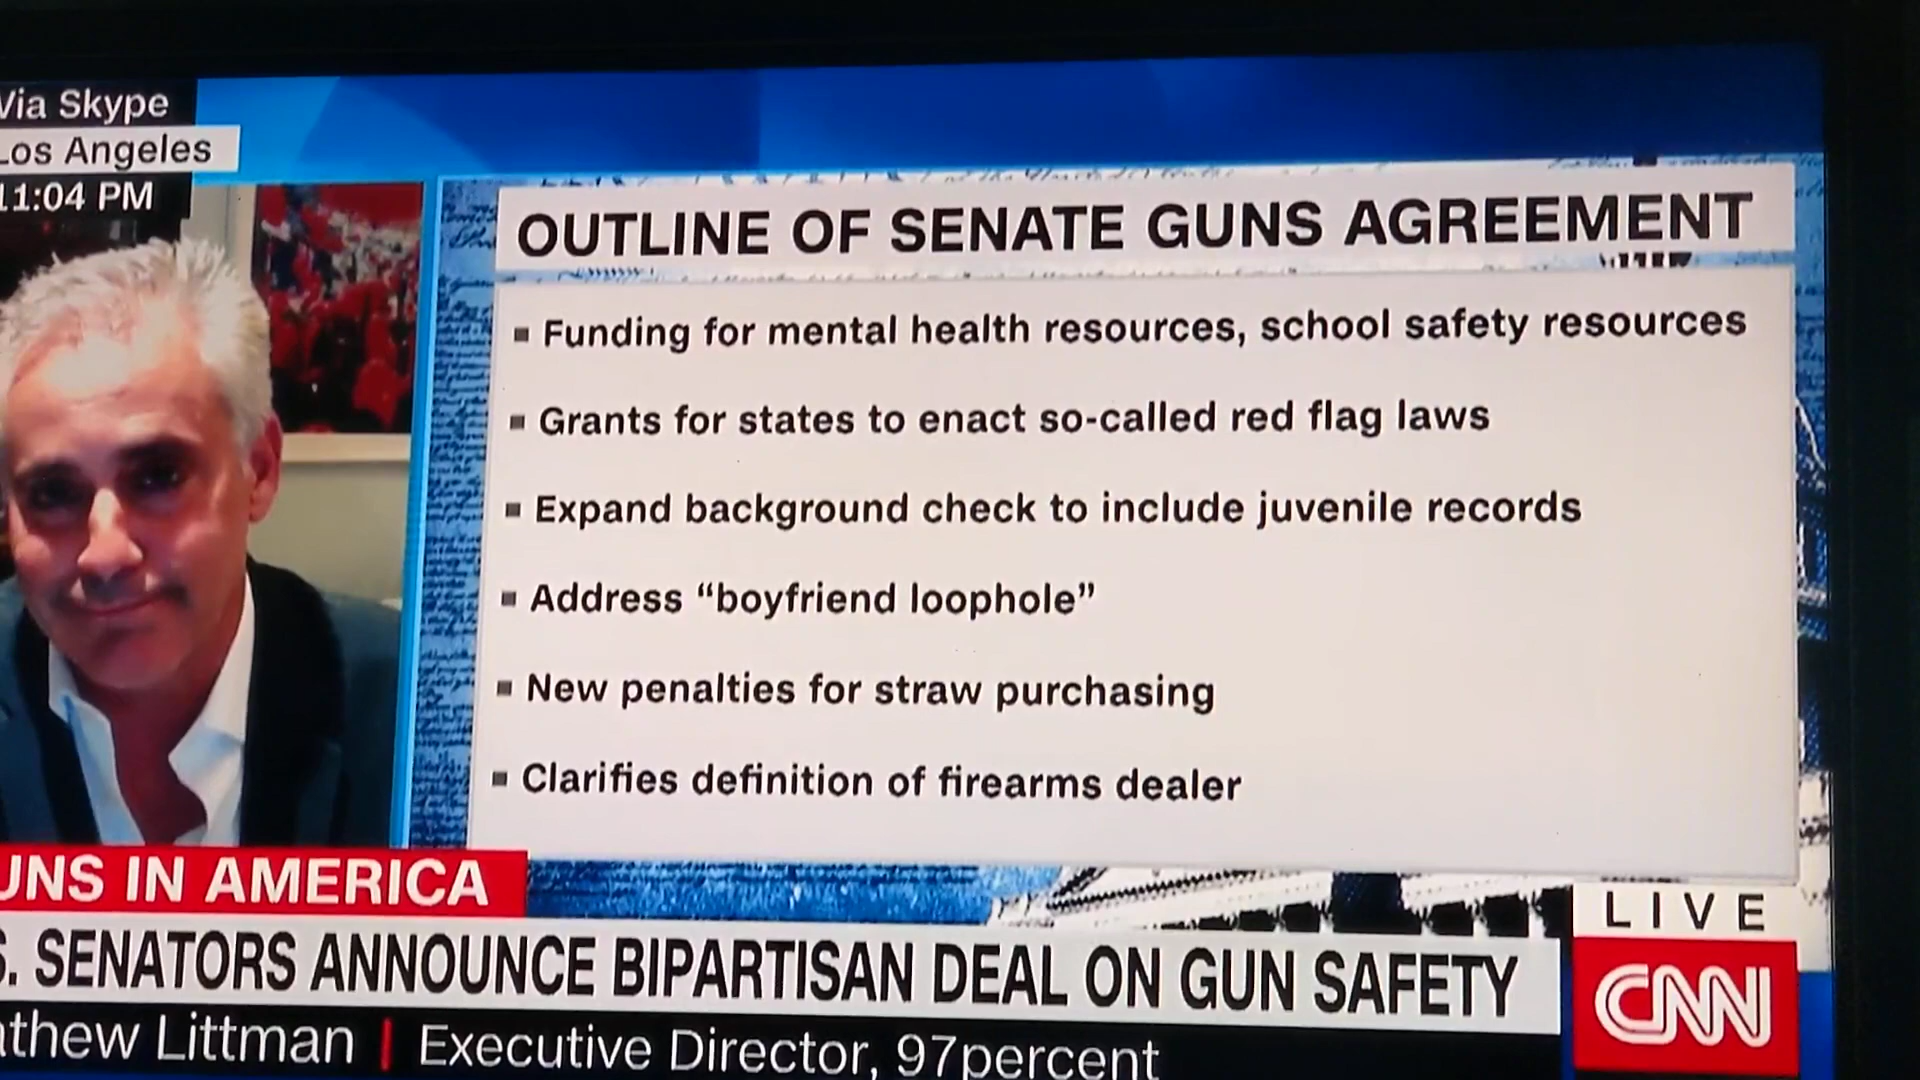 Via Skype
Los Angeles
11:04 PM
OUTLINE OF SENATE GUNS AGREEMENT
▪ Funding for mental health resources, school safety resources
▪ Grants for states to enact so-called red flag laws
▪ Expand background check to include juvenile records
▪ Address “boyfriend loophole”
▪ New penalties for straw purchasing
▪ Clarifies definition of firearms dealer
UNS IN AMERICA
S. SENATORS ANNOUNCE BIPARTISAN DEAL ON GUN SAFETY
thew Littman | Executive Director, 97percent
LIVE
CNN